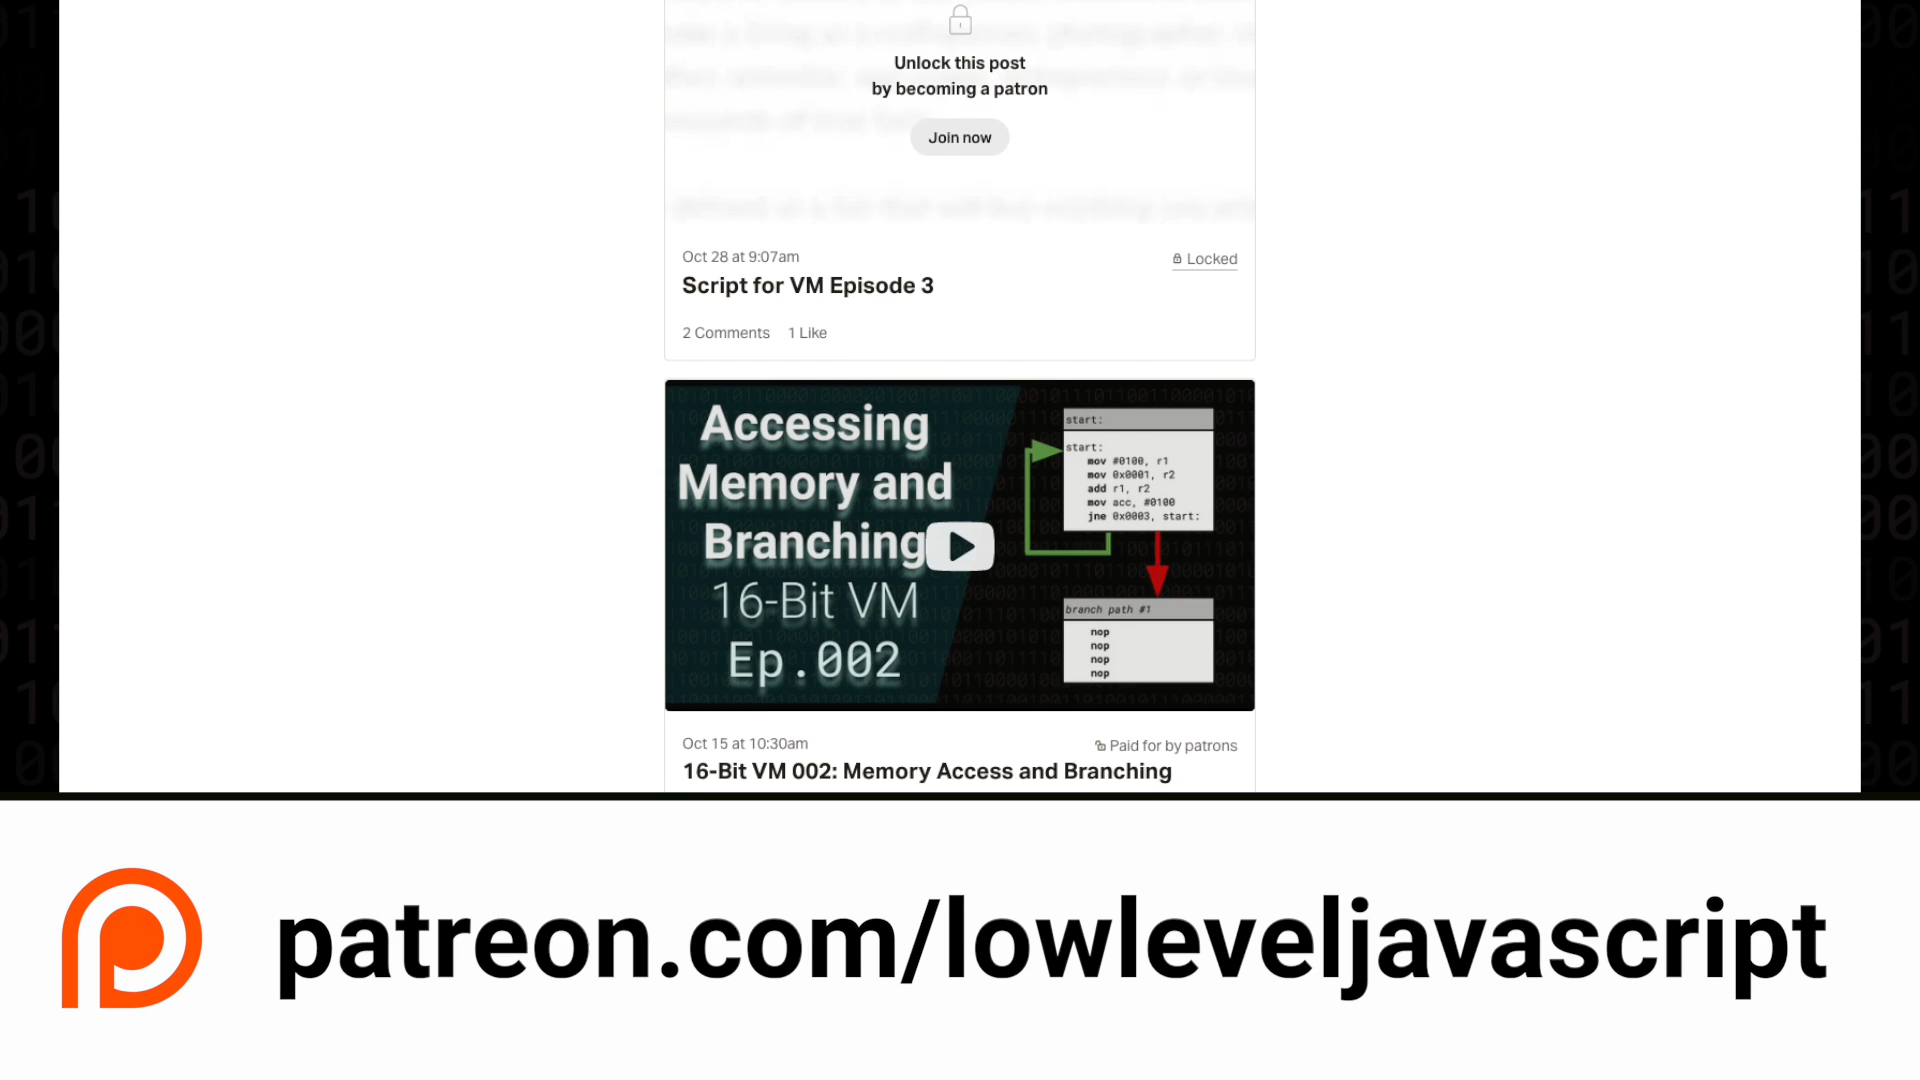 Unlock this post
by becoming a patron
Join now
Oct 28 at 9:07am
Locked
Script for VM Episode 3
2 Comments 1 Like
Accessing
Memory and
Branching
16-Bit VM
Ep.002
start:
start:
mov #0100, r1
mov 0x0001, r2
add r1, r2
mov acc, #0100
jne 0x0003, start:
branch path #1
nop
nop
nop
nop
Oct 15 at 10:30am
Paid for by patrons
16-Bit VM 002: Memory Access and Branching
patreon.com/lowleveljavascript